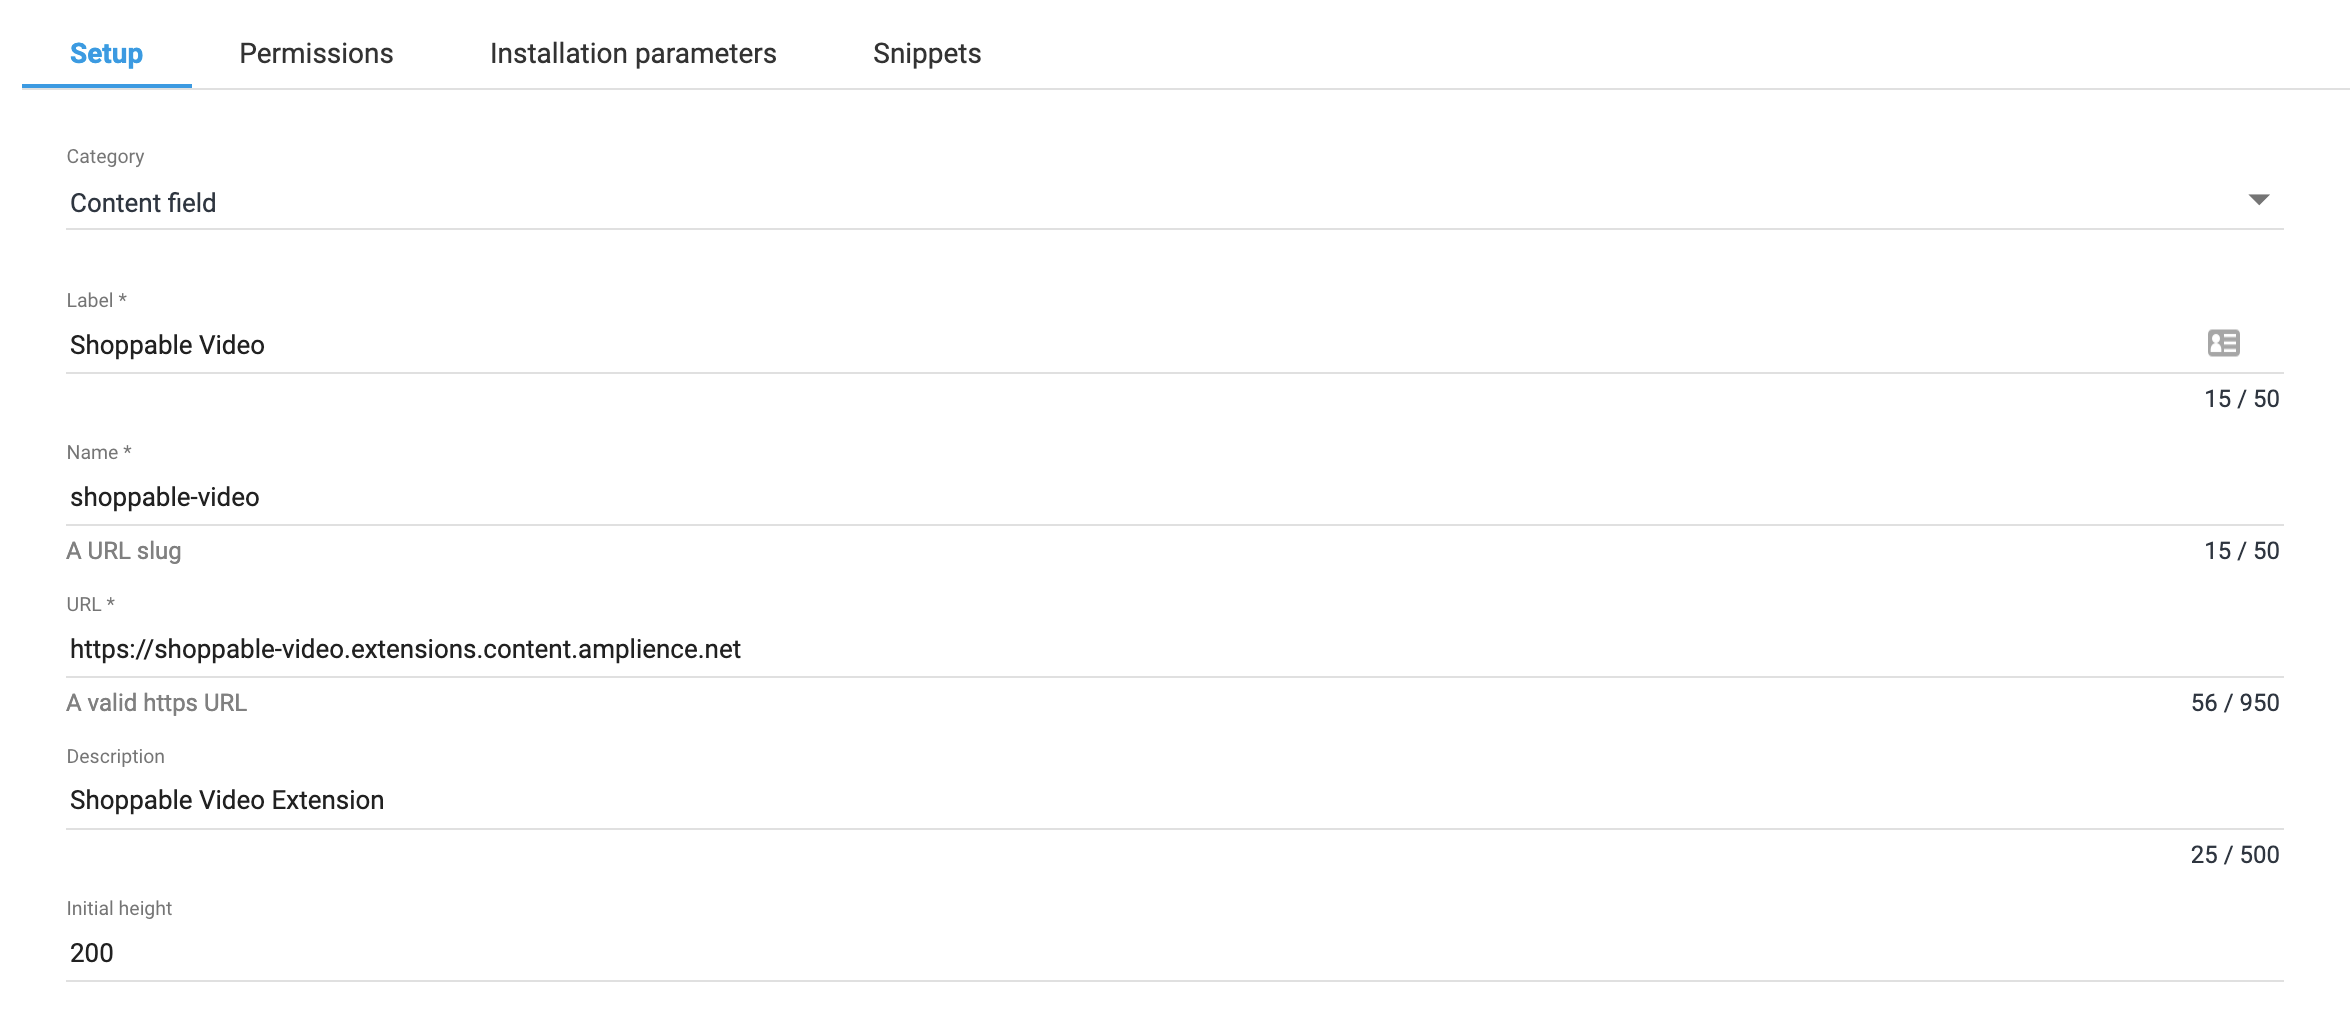 Setup Permissions Installation parameters Snippets
Category
Content field
Label *
Shoppable Video
15 / 50
Name *
shoppable-video
A URL slug 15 / 50
URL *
https://shoppable-video.extensions.content.amplience.net
A valid https URL 56 / 950
Description
Shoppable Video Extension
25 / 500
Initial height
200